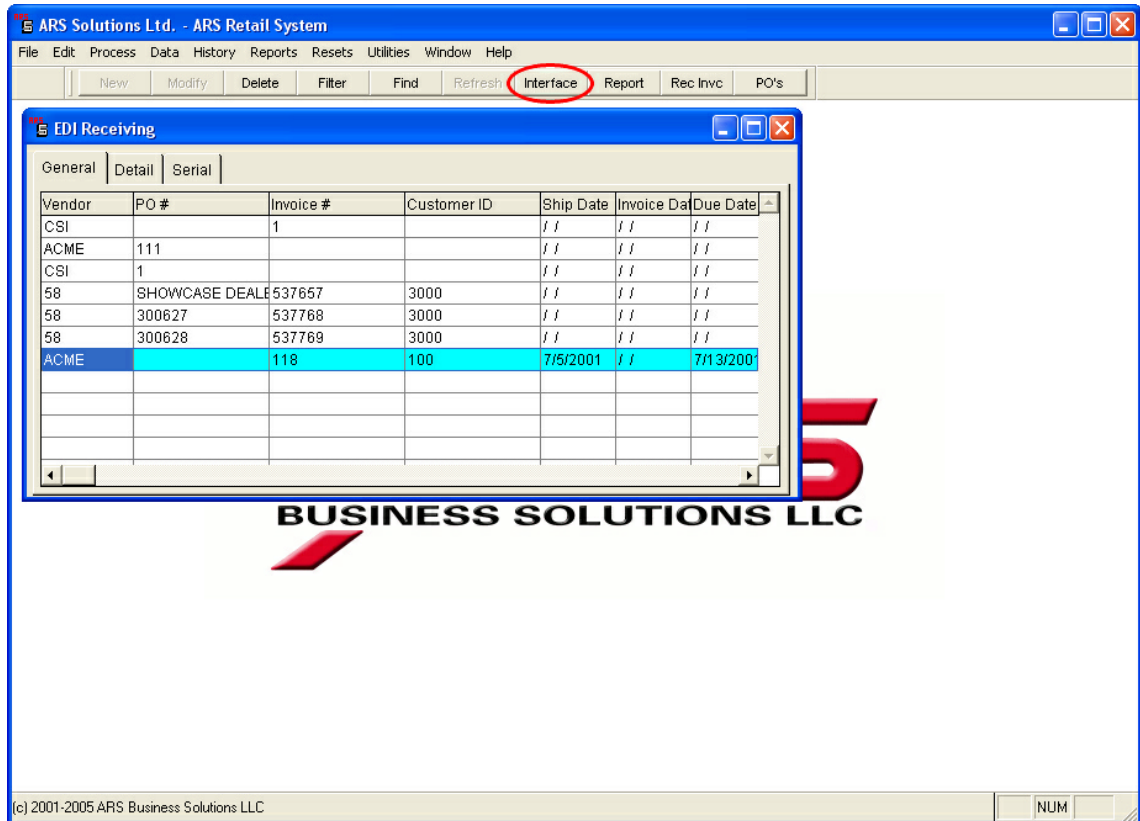 ARS Solutions Ltd. - ARS Retail System
File Edit Process Data History Reports Resets Utilities Window Help
New Modify Delete Filter Find Refresh Interface Report Rec Invc PO's
EDI Receiving
General Detail Serial
Vendor PO # Invoice # Customer ID Ship Date Invoice Dat Due Date
CSI 1 / / / / / /
ACME 111 / / / / / /
CSI 1 / / / / / /
58 SHOWCASE DEALE 537657 3000 / / / / / /
58 300627 537768 3000 / / / / / /
58 300628 537769 3000 / / / / / /
ACME 118 100 7/5/2001 / / 7/13/2001
BUSINESS SOLUTIONS LLC
(c) 2001-2005 ARS Business Solutions LLC NUM